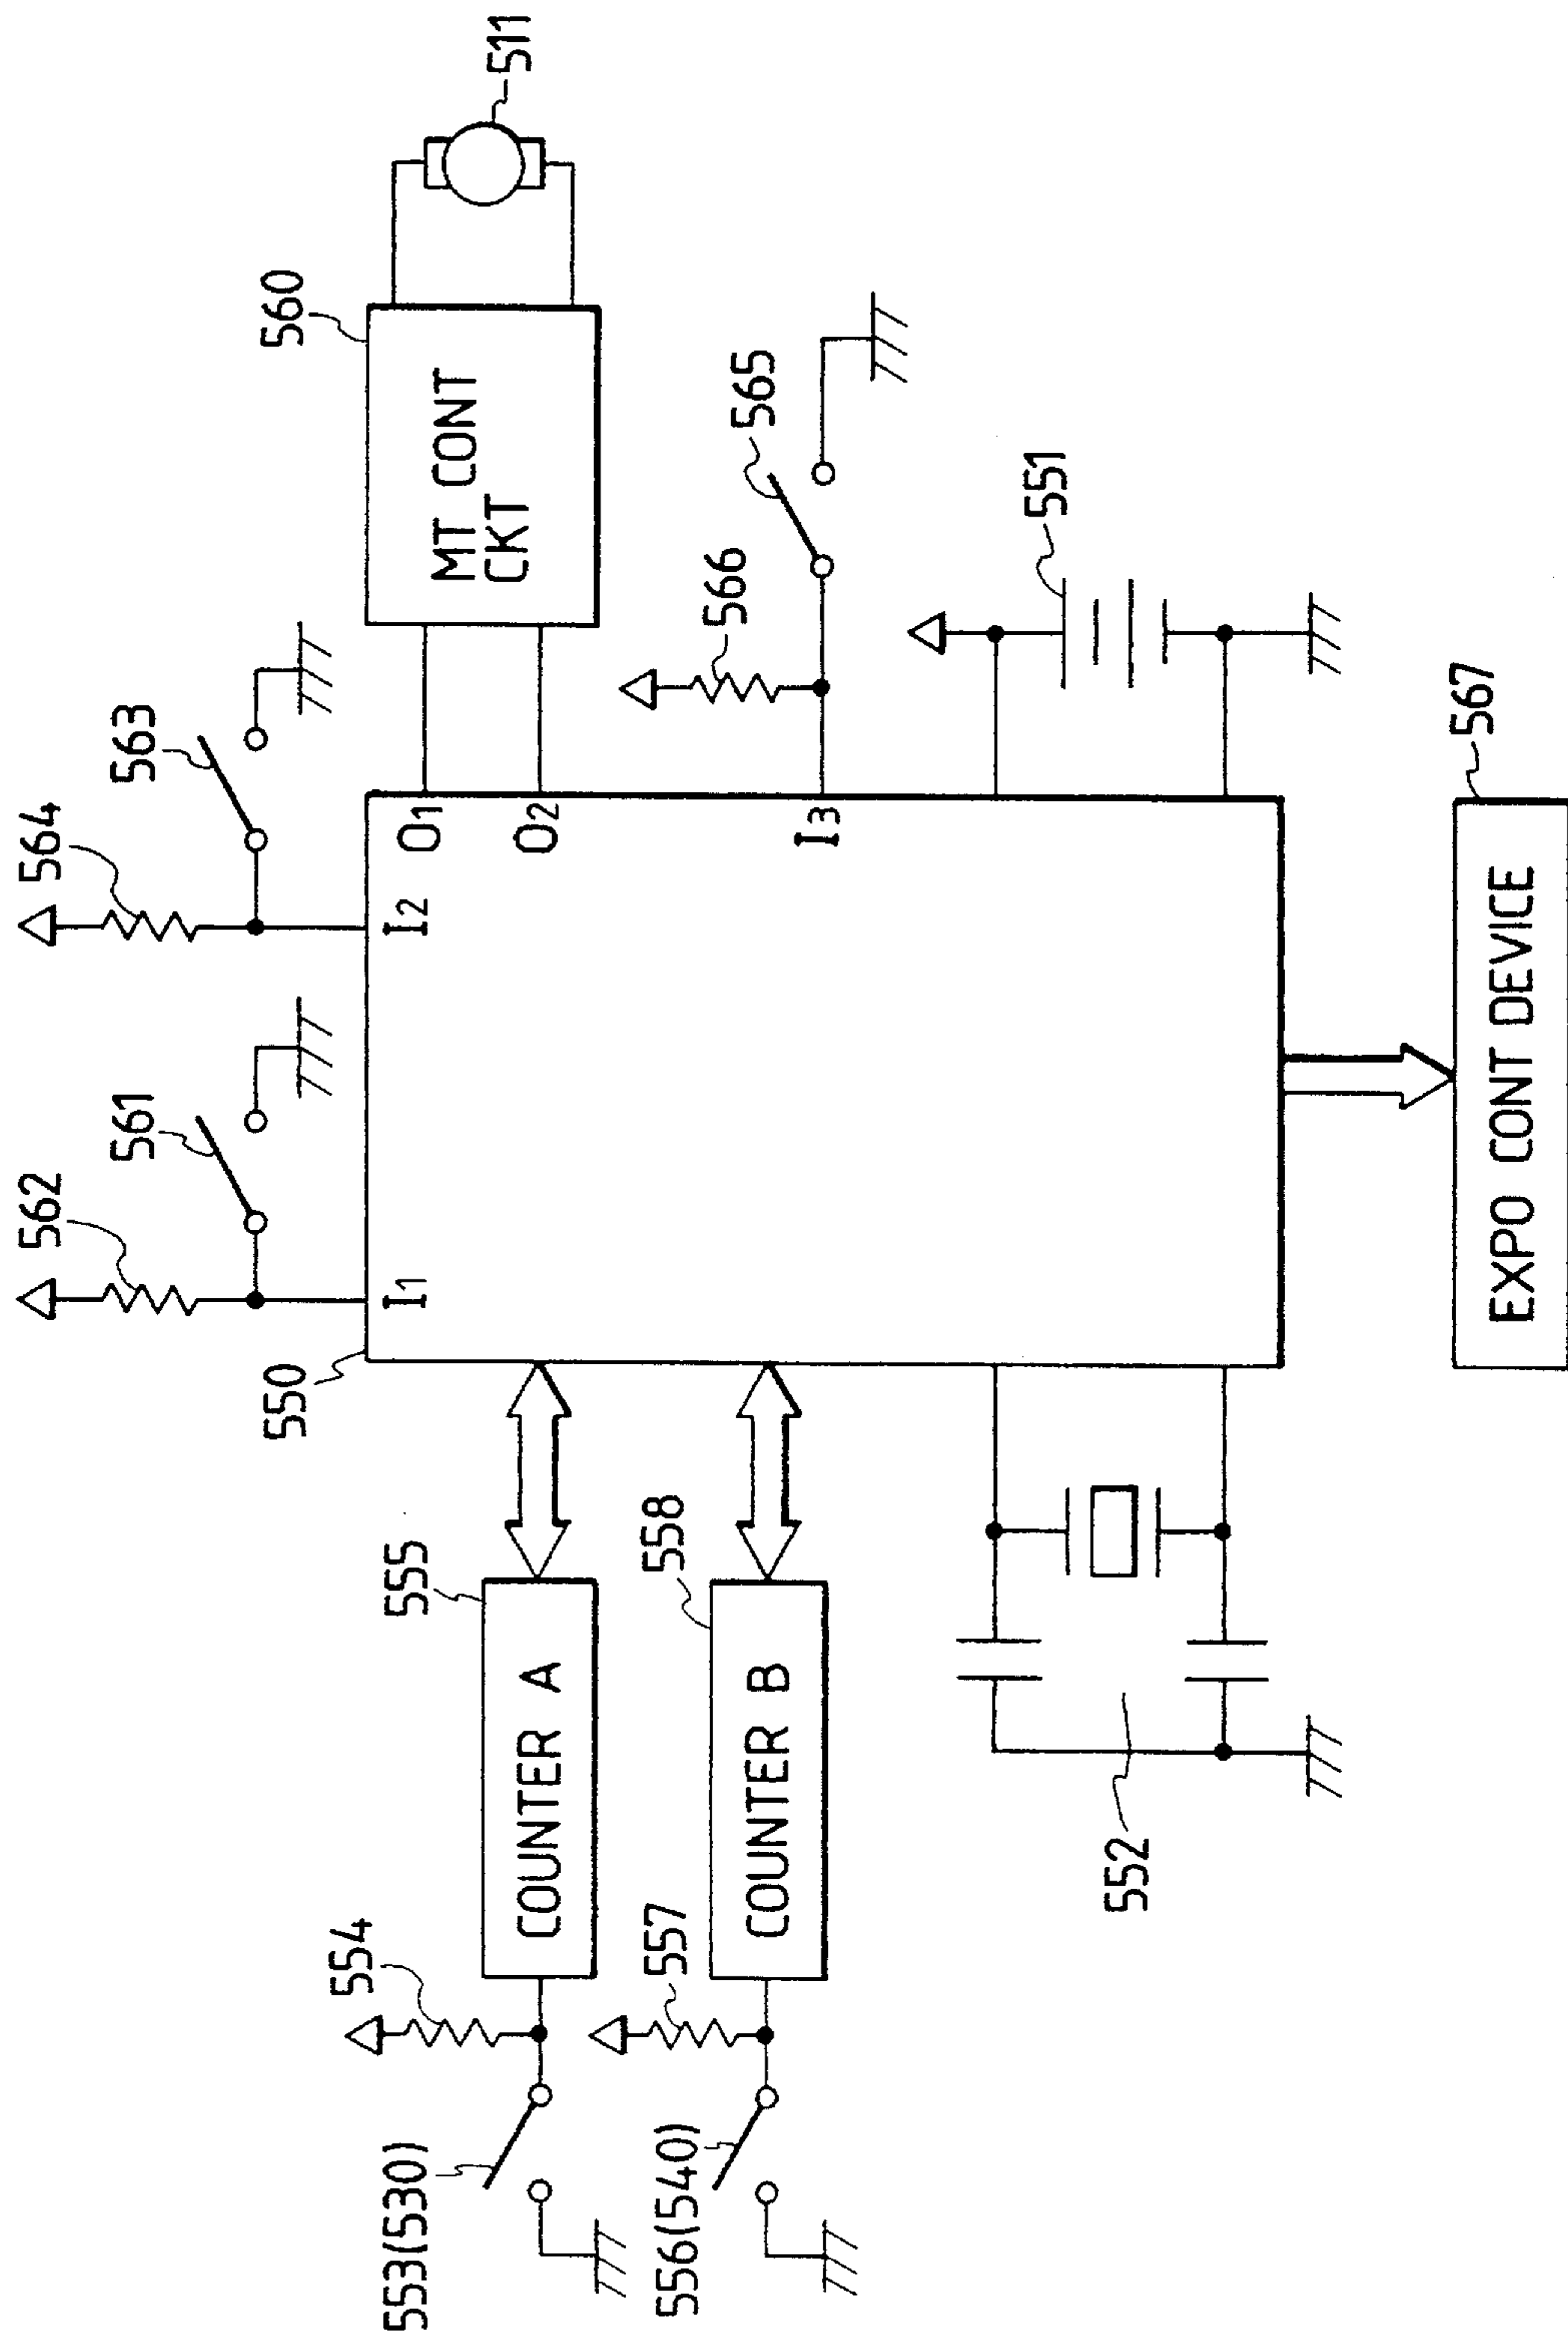 562
564
561
563
550
560
511
I1
I2
O1
O2
MT CONT
CKT
553(530)
554
555
COUNTER A
566
565
I3
556(540)
557
558
COUNTER B
551
552
567
EXPO CONT DEVICE